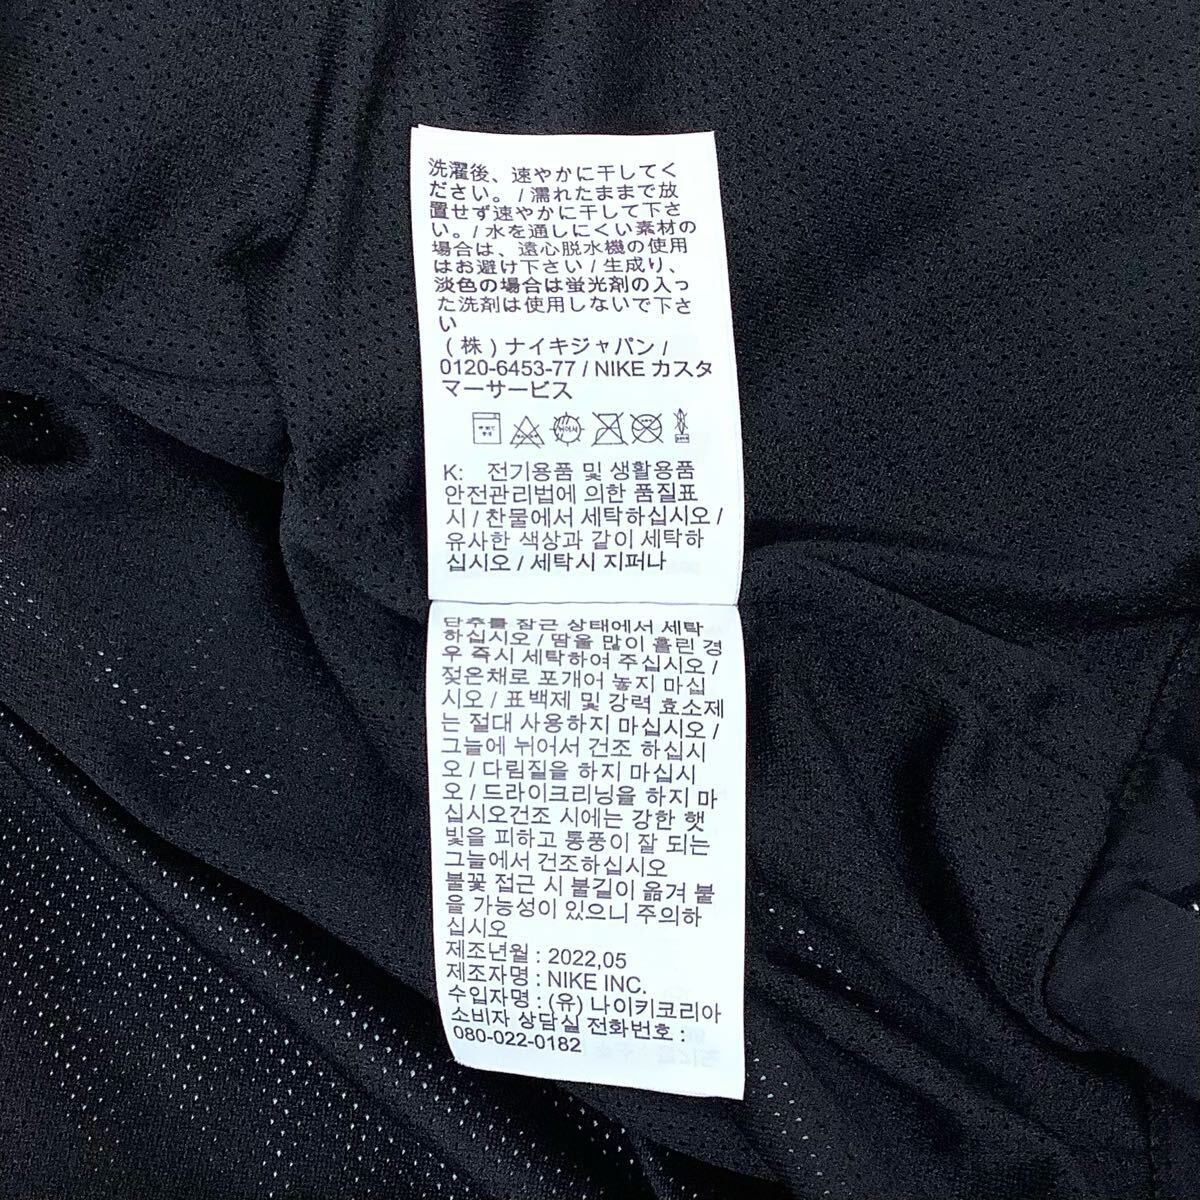 洗濯後、速やかに干してく
ださい。 / 濡れたままで放
置せず速やかに干して下さ
い。/ 水を通しにくい素材の
場合は、遠心脱水機の使用
はお避け下さい / 生成り、
淡色の場合は蛍光剤の入っ
た洗剤は使用しないで下さ
い
( 株 ) ナイキジャパン /
0120-6453-77 / NIKE カスタ
マーサービス
K: 전기용품 및 생활용품
안전관리법에 의한 품질표
시 / 찬물에서 세탁하십시오 /
유사한 색상과 같이 세탁하
십시오 / 세탁시 지퍼나
단추를 잠근 상태에서 세탁
하십시오 / 땀을 많이 흘린 경
우 즉시 세탁하여 주십시오 /
젖은채로 포개어 놓지 마십
시오 / 표백제 및 강력 효소제
는 절대 사용하지 마십시오 /
그늘에 뉘어서 건조 하십시
오 / 다림질을 하지 마십시
오 / 드라이크리닝을 하지 마
십시오건조 시에는 강한 햇
빛을 피하고 통풍이 잘 되는
그늘에서 건조하십시오
불꽃 접근 시 불길이 옮겨 붙
을 가능성이 있으니 주의하
십시오
제조년월 : 2022,05
제조자명 : NIKE INC.
수입자명 : (유) 나이키코리아
소비자 상담실 전화번호 :
080-022-0182